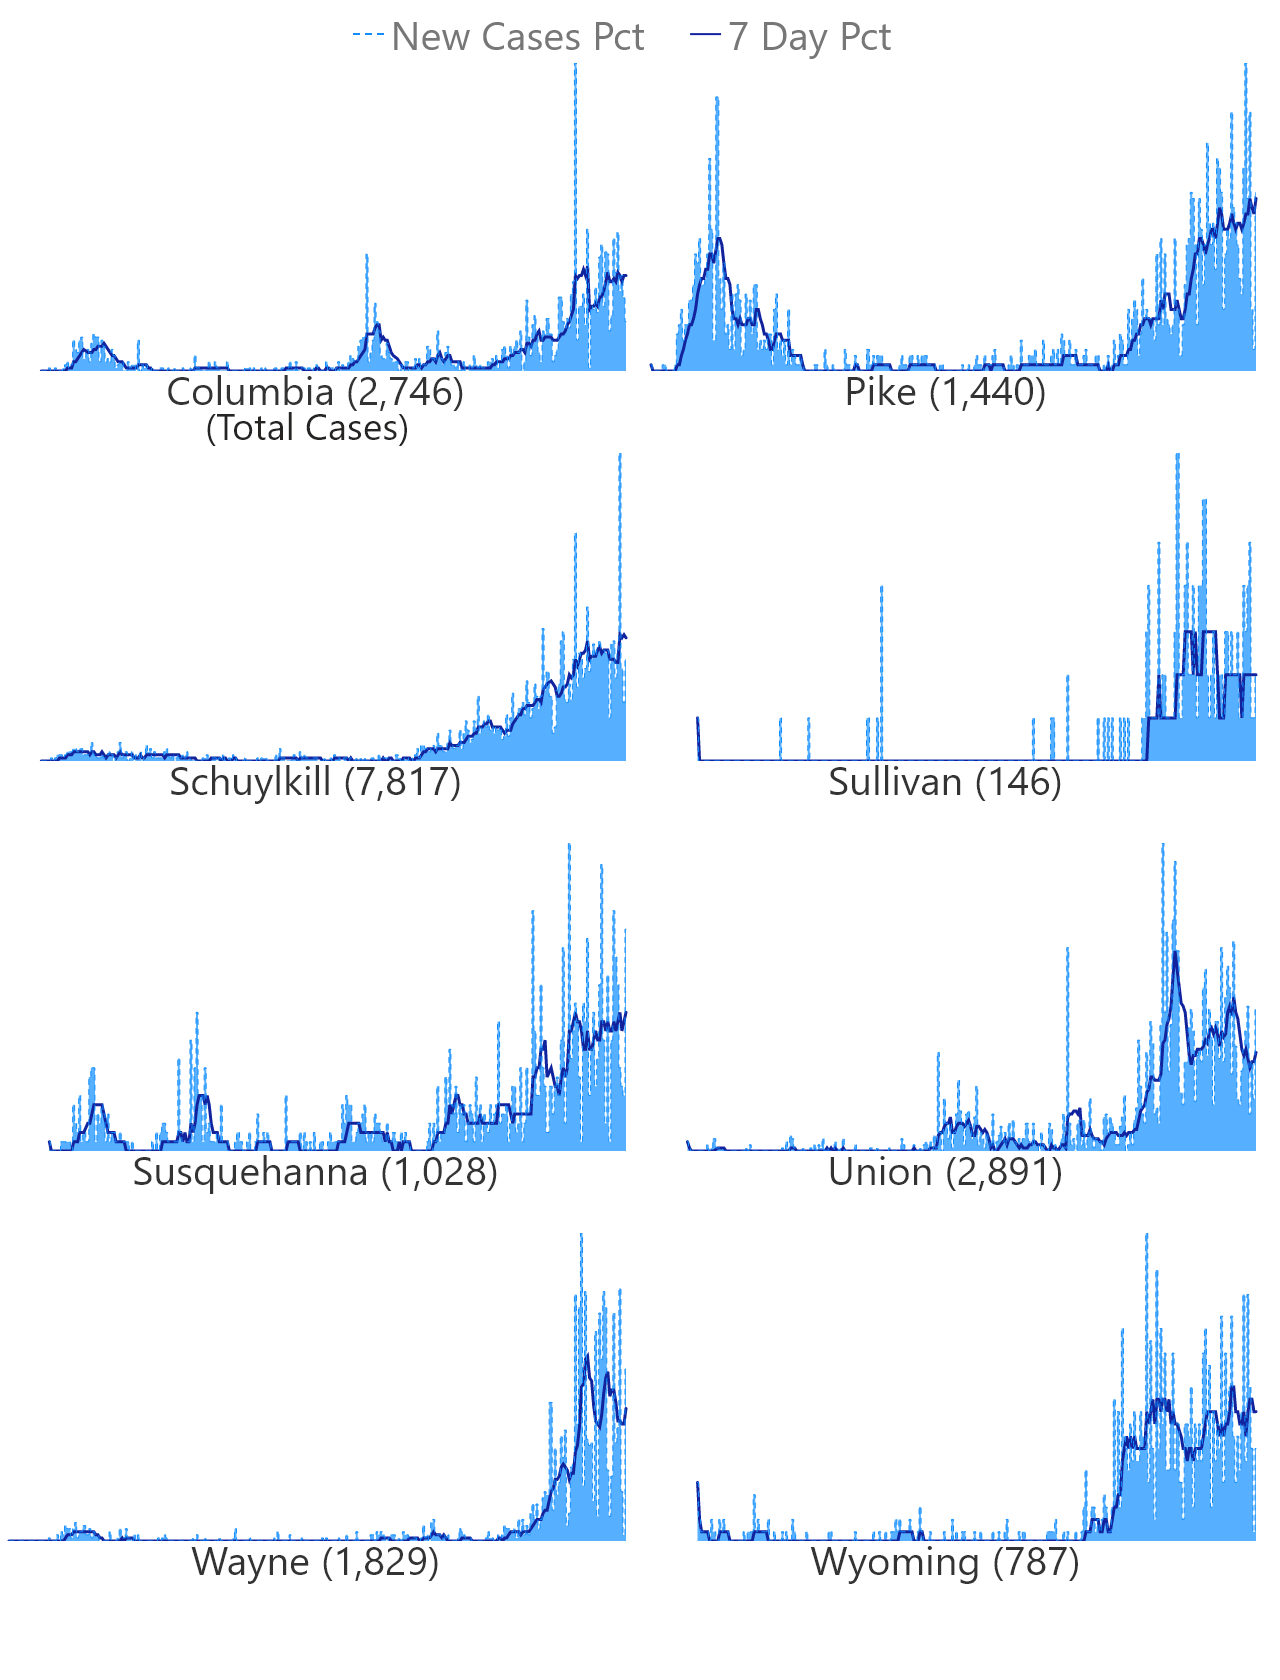 New Cases Pct 7 Day Pct
Columbia (2,746)
(Total Cases)
Pike (1,440)
Schuylkill (7,817)
Sullivan (146)
Susquehanna (1,028)
Union (2,891)
Wayne (1,829)
Wyoming (787)